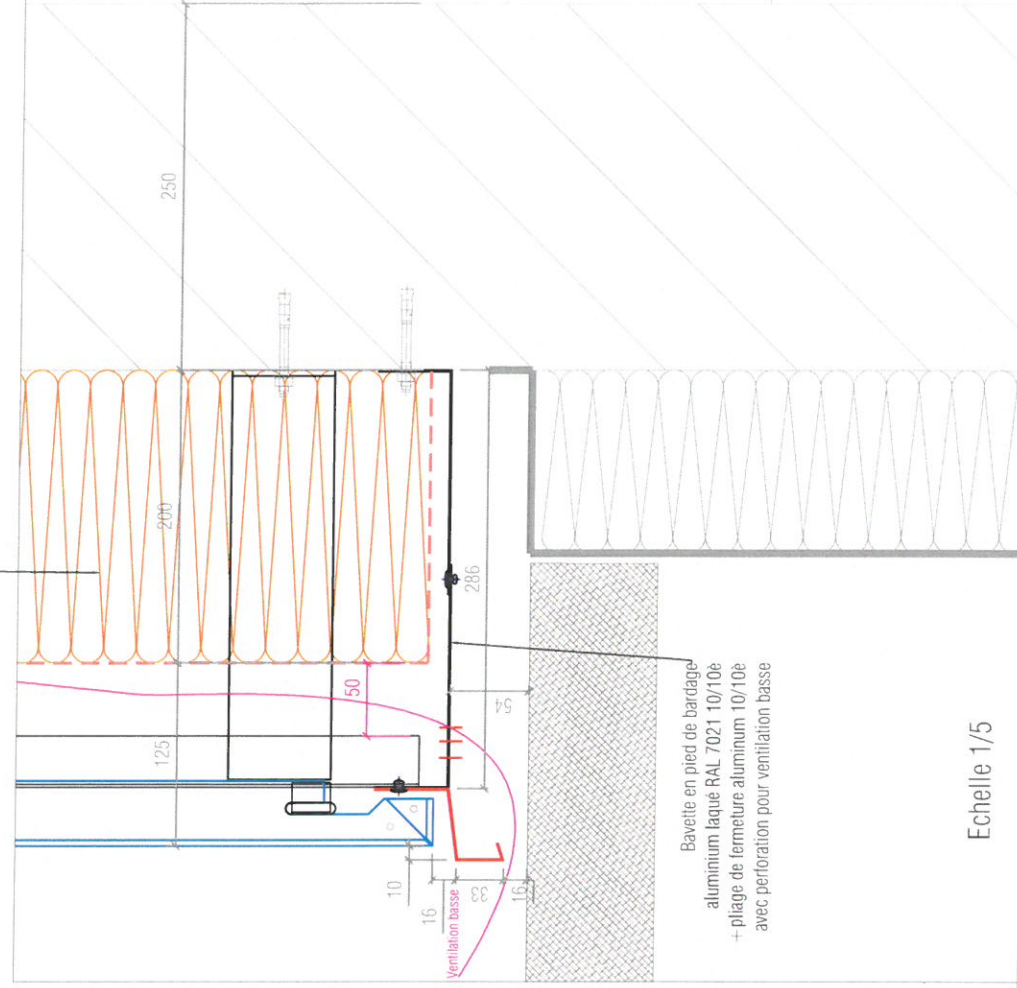 250
200
125
50
286
54
10
16
33
16
Ventilation basse
Bavette en pied de bardage
aluminium laqué RAL 7021 10/10è
+ pliage de fermeture aluminum 10/10è
avec perforation pour ventilation basse
Echelle 1/5